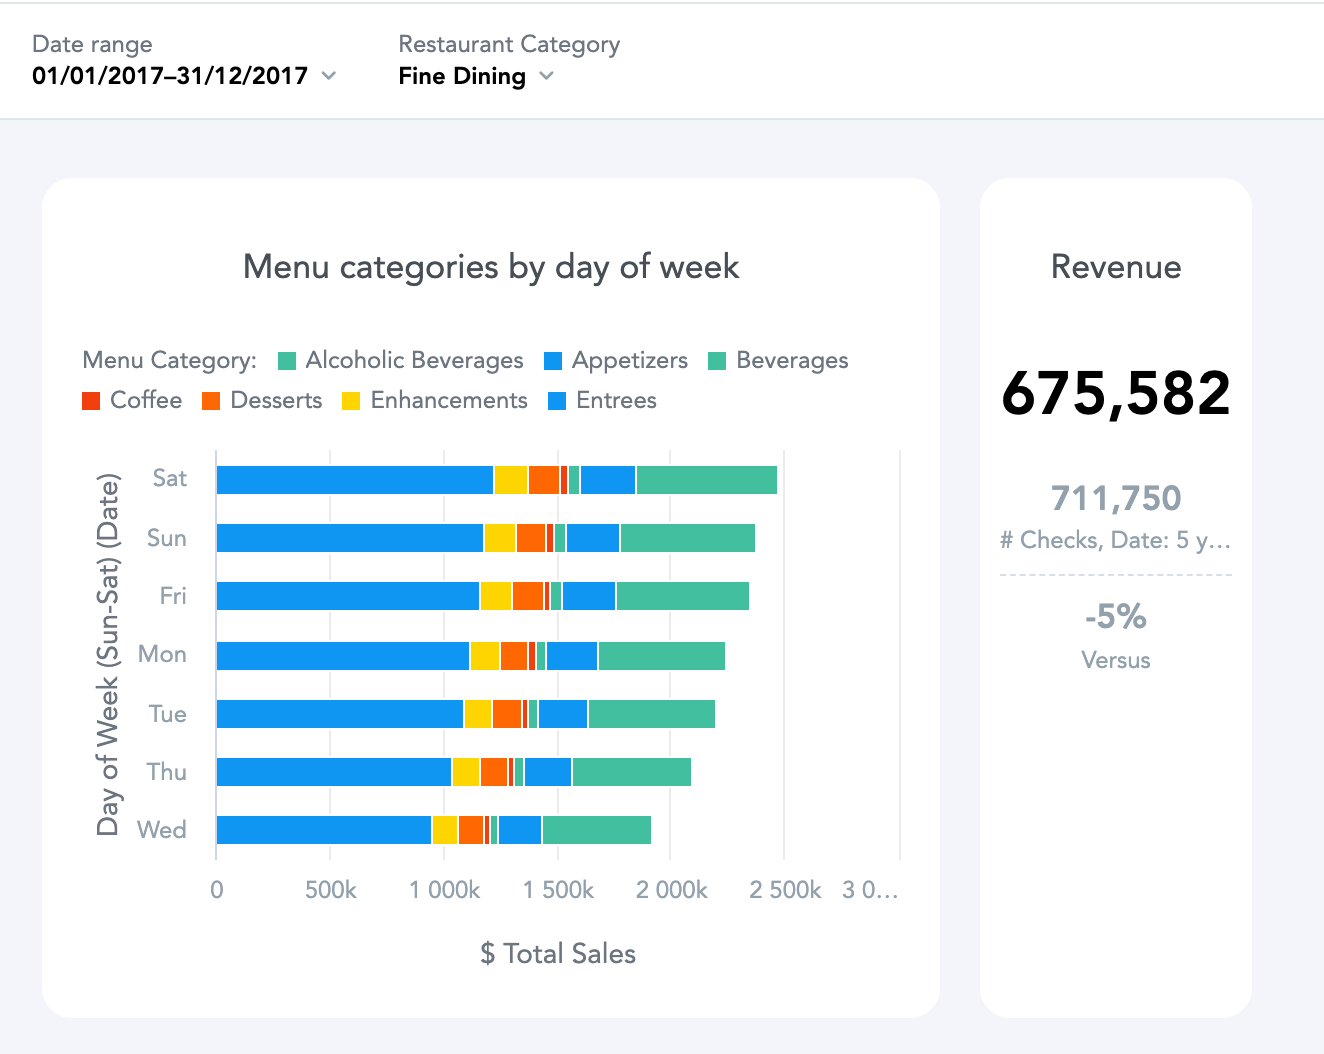 Date range
01/01/2017–31/12/2017
Restaurant Category
Fine Dining
Menu categories by day of week
Menu Category: Alcoholic Beverages Appetizers Beverages
Coffee Desserts Enhancements Entrees
Day of Week (Sun-Sat) (Date)
Sat
Sun
Fri
Mon
Tue
Thu
Wed
0 500k 1 000k 1 500k 2 000k 2 500k 3 0...
$ Total Sales
Revenue
675,582
711,750
# Checks, Date: 5 y...
-5%
Versus